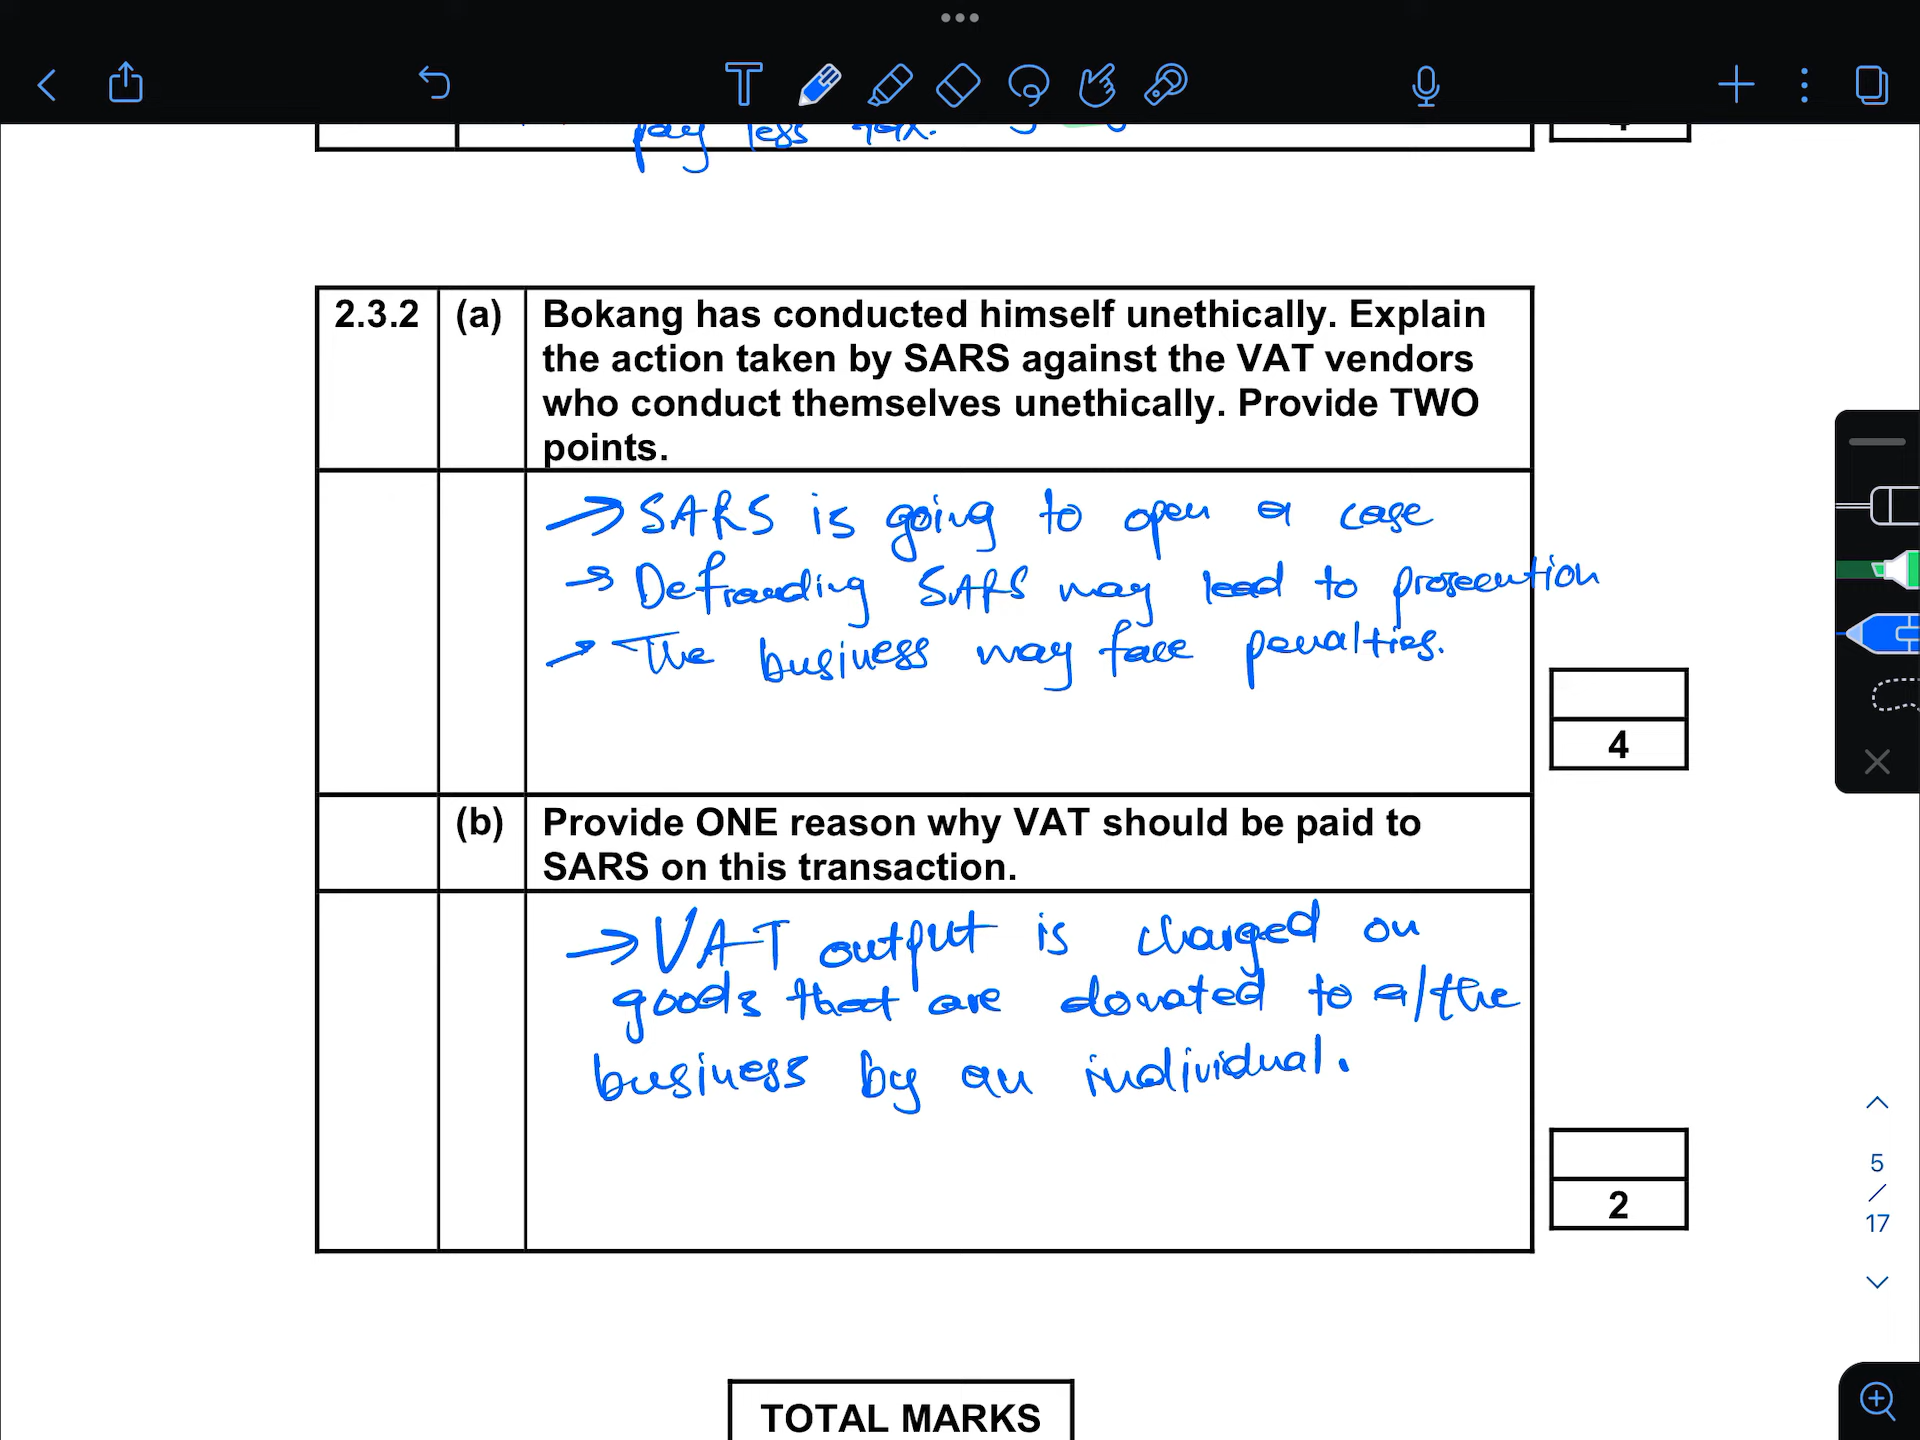 pay less tax.
2.3.2 (a) Bokang has conducted himself unethically. Explain
the action taken by SARS against the VAT vendors
who conduct themselves unethically. Provide TWO
points.
→ SARS is going to open a case
→ Defrauding SARS may lead to prosecution
→ The business may face penalties.
4
(b) Provide ONE reason why VAT should be paid to
SARS on this transaction.
→ VAT output is charged on
goods that are donated to a/the
business by an individual.
2
5
/
17
TOTAL MARKS